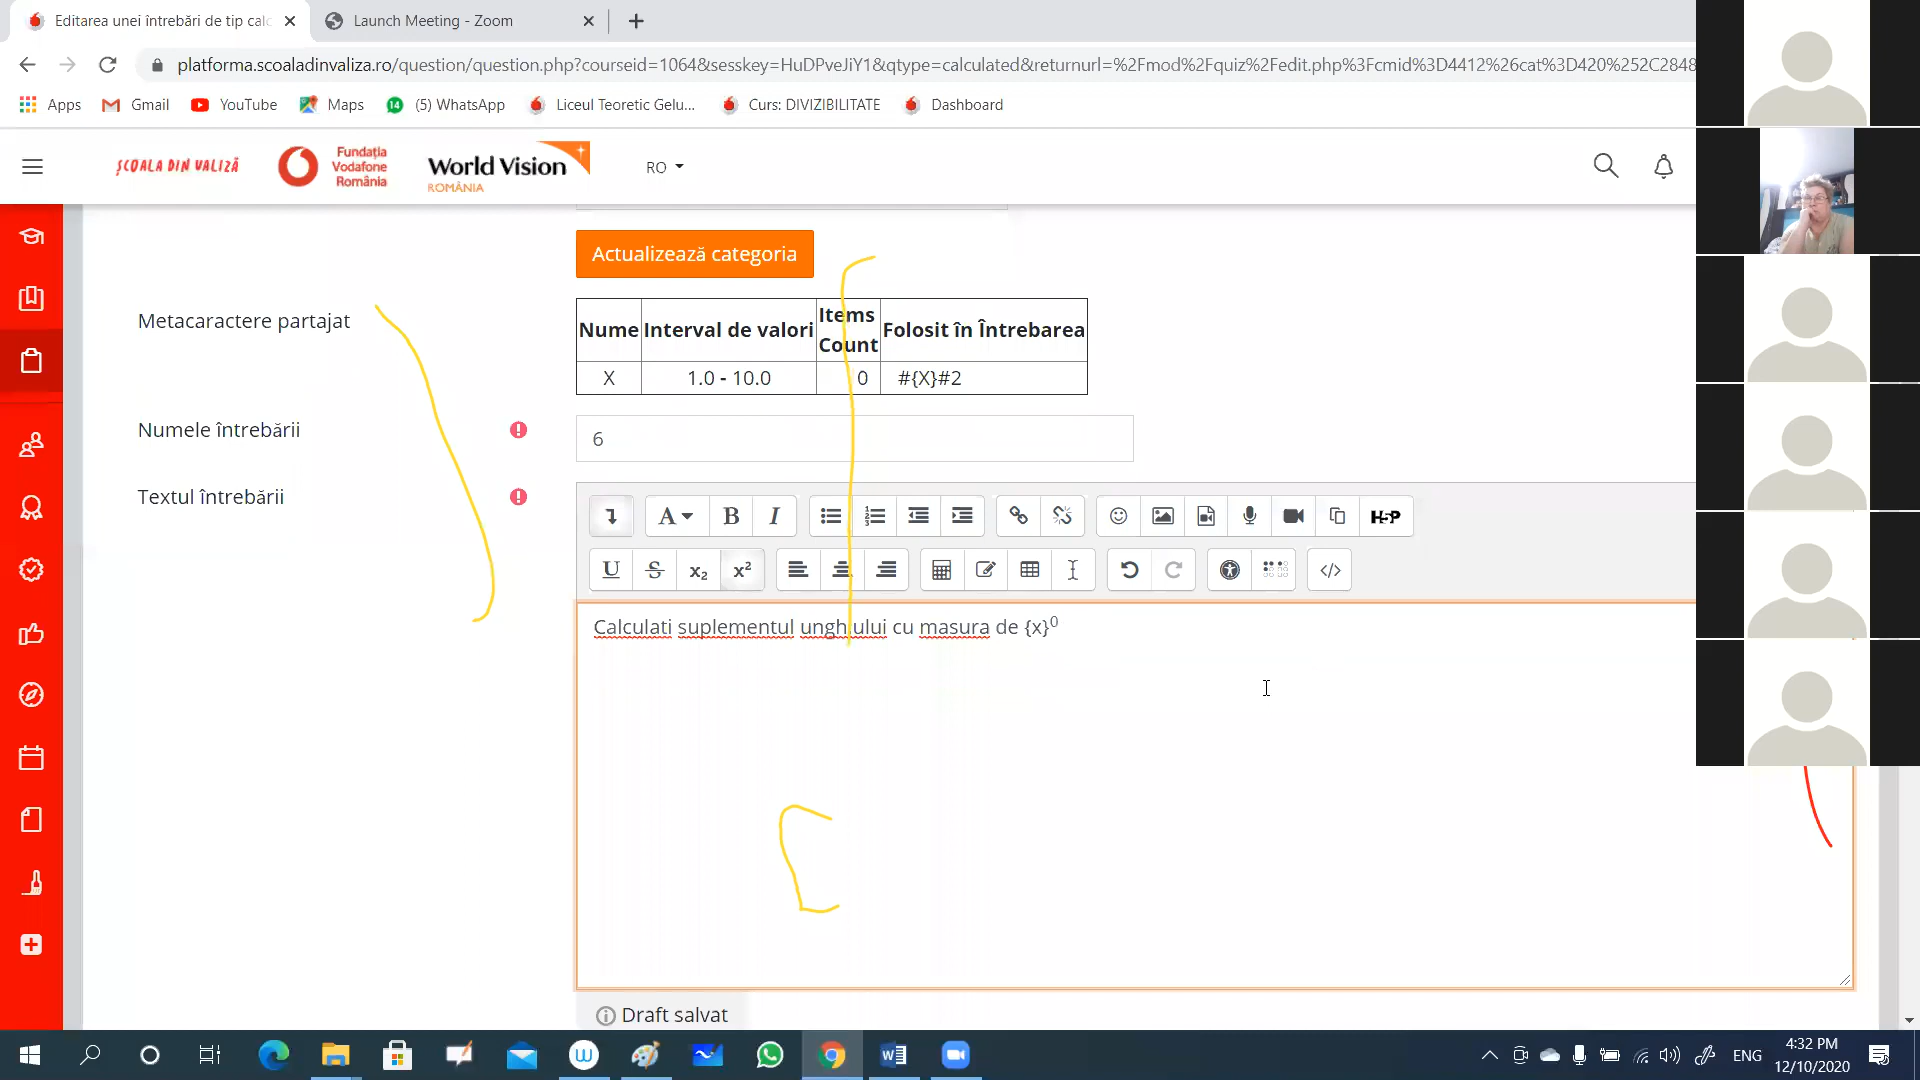 Editarea unei întrebări de tip calc
Launch Meeting - Zoom
platforma.scoaladinvaliza.ro/question/question.php?courseid=1064&sesskey=HuDPveJiY1&qtype=calculated&returnurl=%2Fmod%2Fquiz%2Fedit.php%3Fcmid%3D4412%26cat%3D420%252C2848
Apps Gmail YouTube Maps (5) WhatsApp Liceul Teoretic Gelu... Curs: DIVIZIBILITATE Dashboard
14
ȘCOALA DIN VALIZĂ
Fundația
Vodafone
România
World Vision
ROMÂNIA
RO
Actualizează categoria
Metacaractere partajat
Nume Interval de valori Items Count Folosit în Întrebarea
X 1.0 - 10.0 0 #{X}#2
Numele întrebării
6
Textul întrebării
A B I H-P
U S x₂ x²
Calculati suplementul unghiului cu masura de {x}⁰
Draft salvat
ENG
4:32 PM
12/10/2020